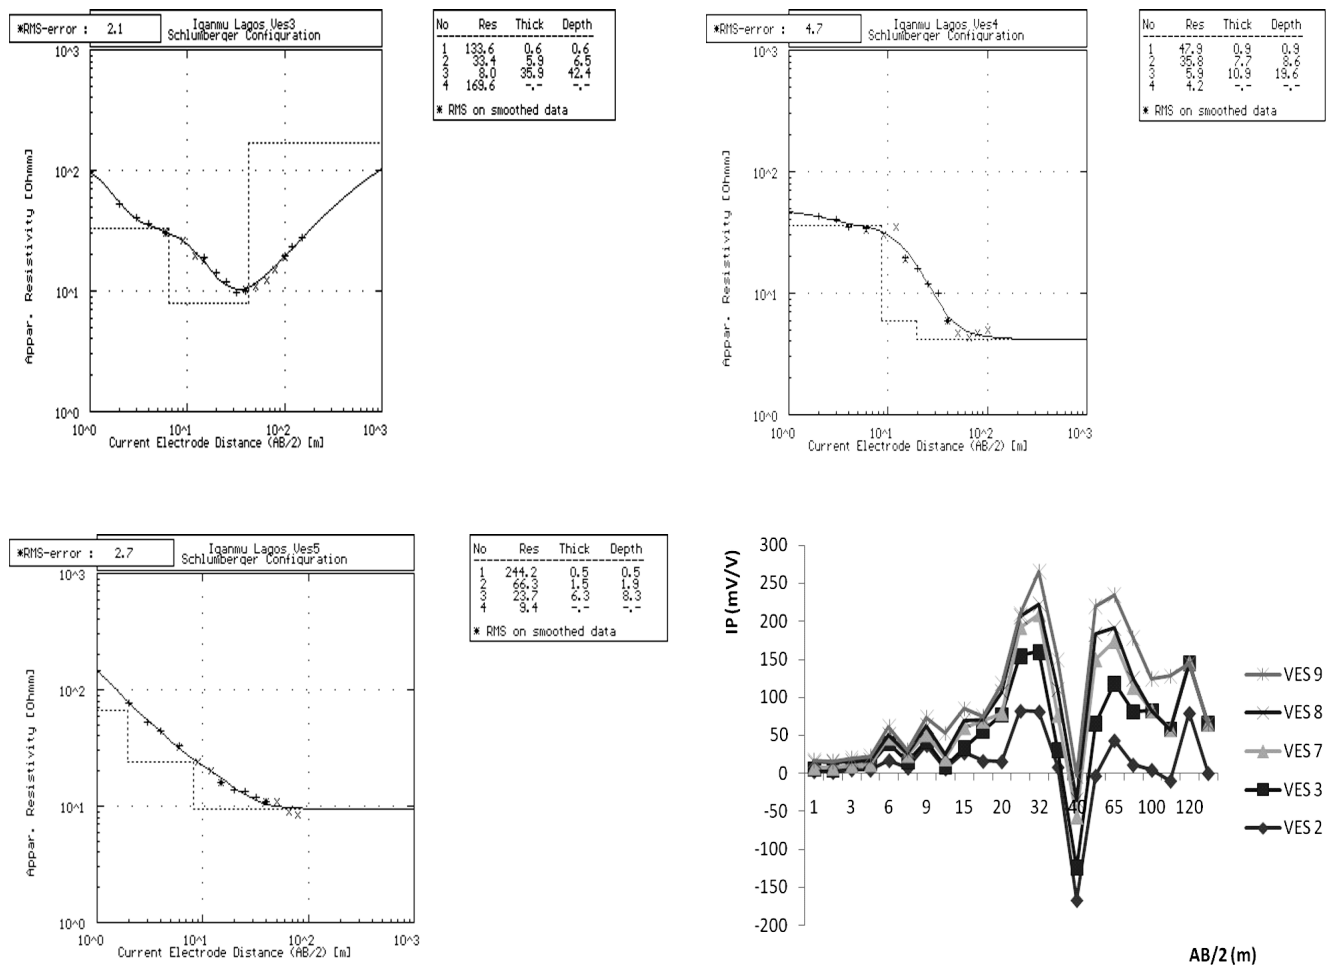 *RMS-error : 2.1
Iganmu Lagos Ves3
Schlumberger Configuration
No Res Thick Depth
1 133.6 0.6 0.6
2 33.4 5.9 6.5
3 8.0 35.9 42.4
4 169.6 -.- -.-
* RMS on smoothed data
Appar. Resistivity [Ohmm]
10^3
10^2
10^1
10^0
10^0 10^1 10^2 10^3
Current Electrode Distance (AB/2) [m]
*RMS-error : 4.7
Iganmu Lagos Ves4
Schlumberger Configuration
No Res Thick Depth
1 47.9 0.9 0.9
2 35.8 7.7 8.6
3 5.9 10.9 19.6
4 4.2 -.- -.-
* RMS on smoothed data
Appar. Resistivity [Ohmm]
10^3
10^2
10^1
10^0
10^0 10^1 10^2 10^3
Current Electrode Distance (AB/2) [m]
*RMS-error : 2.7
Iganmu Lagos Ves5
Schlumberger Configuration
No Res Thick Depth
1 244.2 0.5 0.5
2 66.3 1.5 1.9
3 23.7 6.3 8.3
4 9.4 -.- -.-
* RMS on smoothed data
Appar. Resistivity [Ohmm]
10^3
10^2
10^1
10^0
10^0 10^1 10^2 10^3
Current Electrode Distance (AB/2) [m]
IP (mV/V)
300
250
200
150
100
50
0
-50
-100
-150
-200
1 3 6 9 15 20 32 40 65 100 120
AB/2 (m)
VES 9
VES 8
VES 7
VES 3
VES 2